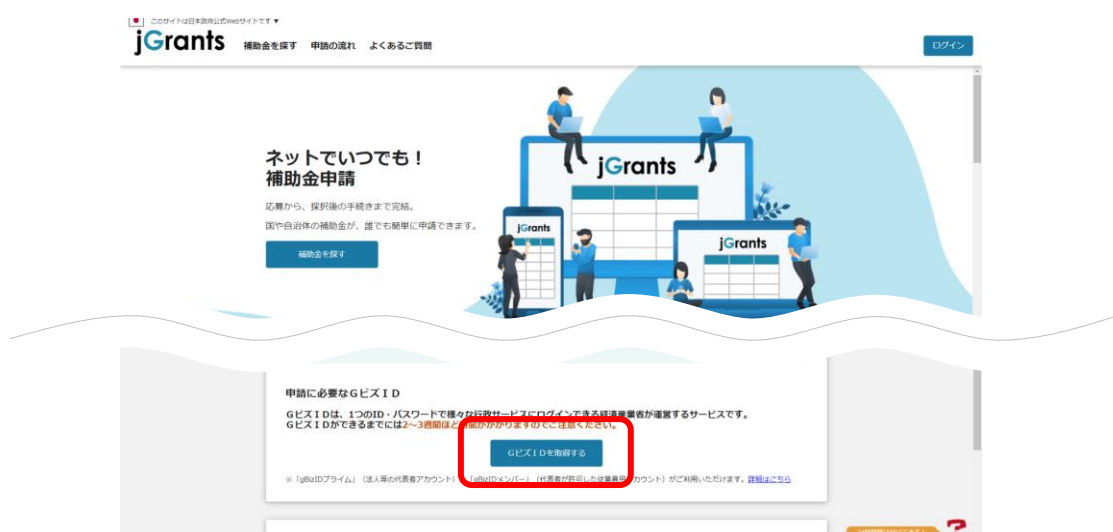 このサイトは日本政府公式Webサイトです ▼
jGrants 補助金を探す 申請の流れ よくあるご質問 ログイン
ネットでいつでも！
補助金申請
応募から、採択後の手続きまで完結。
国や自治体の補助金が、誰でも簡単に申請できます。
補助金を探す
jGrants
jGrants
jGrants
申請に必要なGビズID
GビズIDは、1つのID・パスワードで様々な行政サービスにログインできる経済産業省が運営するサービスです。
GビズIDができるまでには2～3週間ほど時間がかかりますのでご注意ください。
GビズIDを取得する
※「gBizIDプライム」（法人等の代表者アカウント） 「gBizIDメンバー」（代表者が許可した従業員用アカウント）がご利用いただけます。詳細はこちら
?